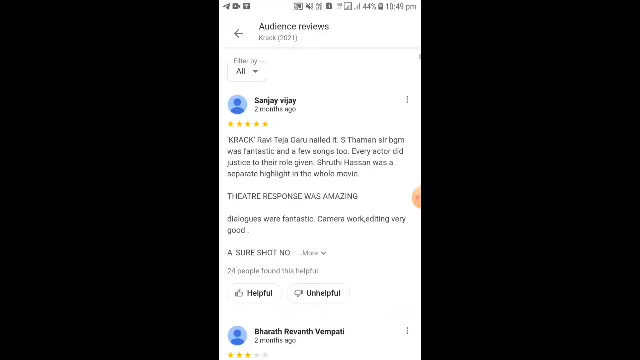 44% 10:49 pm
Audience reviews
Krack (2021)
Filter by
All
Sanjay vijay
2 months ago
'KRACK' Ravi Teja Garu nailed it. S Thaman sir bgm
was fantastic and a few songs too. Every actor did
justice to their role given. Shruthi Hassan was a
separate highlight in the whole movie.
THEATRE RESPONSE WAS AMAZING
dialogues were fantastic. Camera work,editing very
good .
A 'SURE SHOT NO ...More
24 people found this helpful
Helpful Unhelpful
Bharath Revanth Vempati
2 months ago